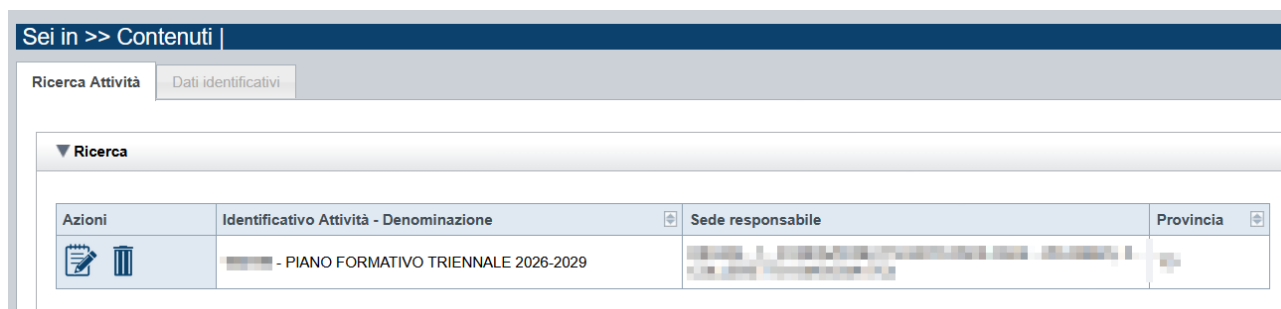 Sei in >> Contenuti |
Ricerca Attività Dati identificativi
Ricerca
Azioni Identificativo Attività - Denominazione Sede responsabile Provincia
- PIANO FORMATIVO TRIENNALE 2026-2029